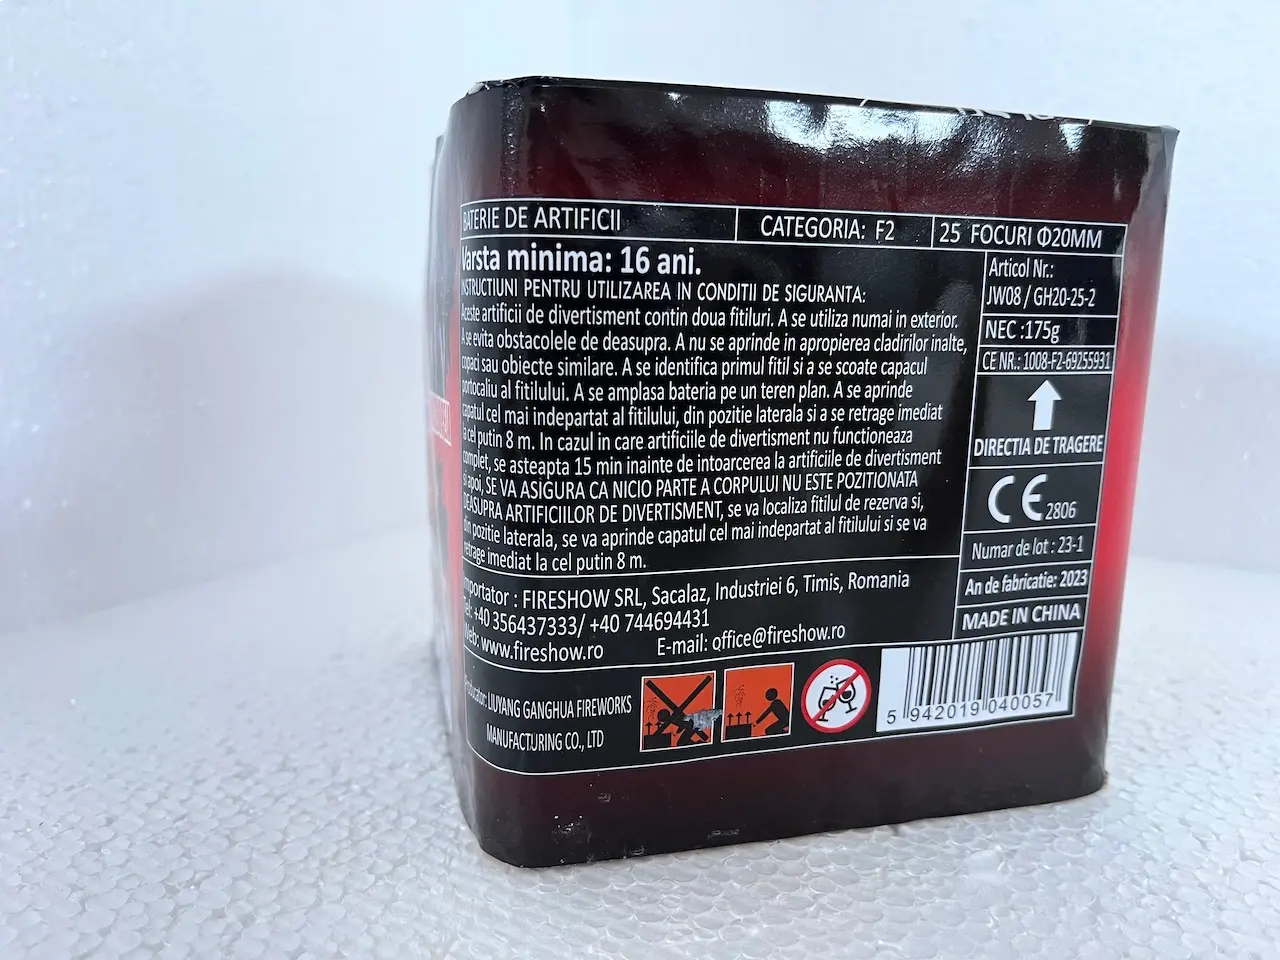 BATERIE DE ARTIFICII
CATEGORIA: F2
25 FOCURI Φ20MM
Varsta minima: 16 ani.
INSTRUCTIUNI PENTRU UTILIZAREA IN CONDITII DE SIGURANTA:
Aceste artificii de divertisment contin doua fitiluri. A se utiliza numai in exterior.
A se evita obstacolele de deasupra. A nu se aprinde in apropierea cladirilor inalte,
copaci sau obiecte similare. A se identifica primul fitil si a se scoate capacul
portocaliu al fitilului. A se amplasa bateria pe un teren plan. A se aprinde
capatul cel mai indepartat al fitilului, din pozitie laterala si a se retrage imediat
la cel putin 8 m. In cazul in care artificiile de divertisment nu functioneaza
complet, se asteapta 15 min inainte de intoarcerea la artificiile de divertisment
si apoi, SE VA ASIGURA CA NICIO PARTE A CORPULUI NU ESTE POZITIONATA
DEASUPRA ARTIFICIILOR DE DIVERTISMENT, se va localiza fitilul de rezerva si,
din pozitie laterala, se va aprinde capatul cel mai indepartat al fitilului si se va
retrage imediat la cel putin 8 m.
Articol Nr.:
JW08 / GH20-25-2
NEC :175g
CE NR.: 1008-F2-69255931
DIRECTIA DE TRAGERE
CE 2806
Numar de lot : 23-1
An de fabricatie: 2023
MADE IN CHINA
Importator : FIRESHOW SRL, Sacalaz, Industriei 6, Timis, Romania
Tel: +40 356437333/ +40 744694431
Web: www.fireshow.ro E-mail: office@fireshow.ro
Producator: LIUYANG GANGHUA FIREWORKS
MANUFACTURING CO., LTD
5 942019 040057